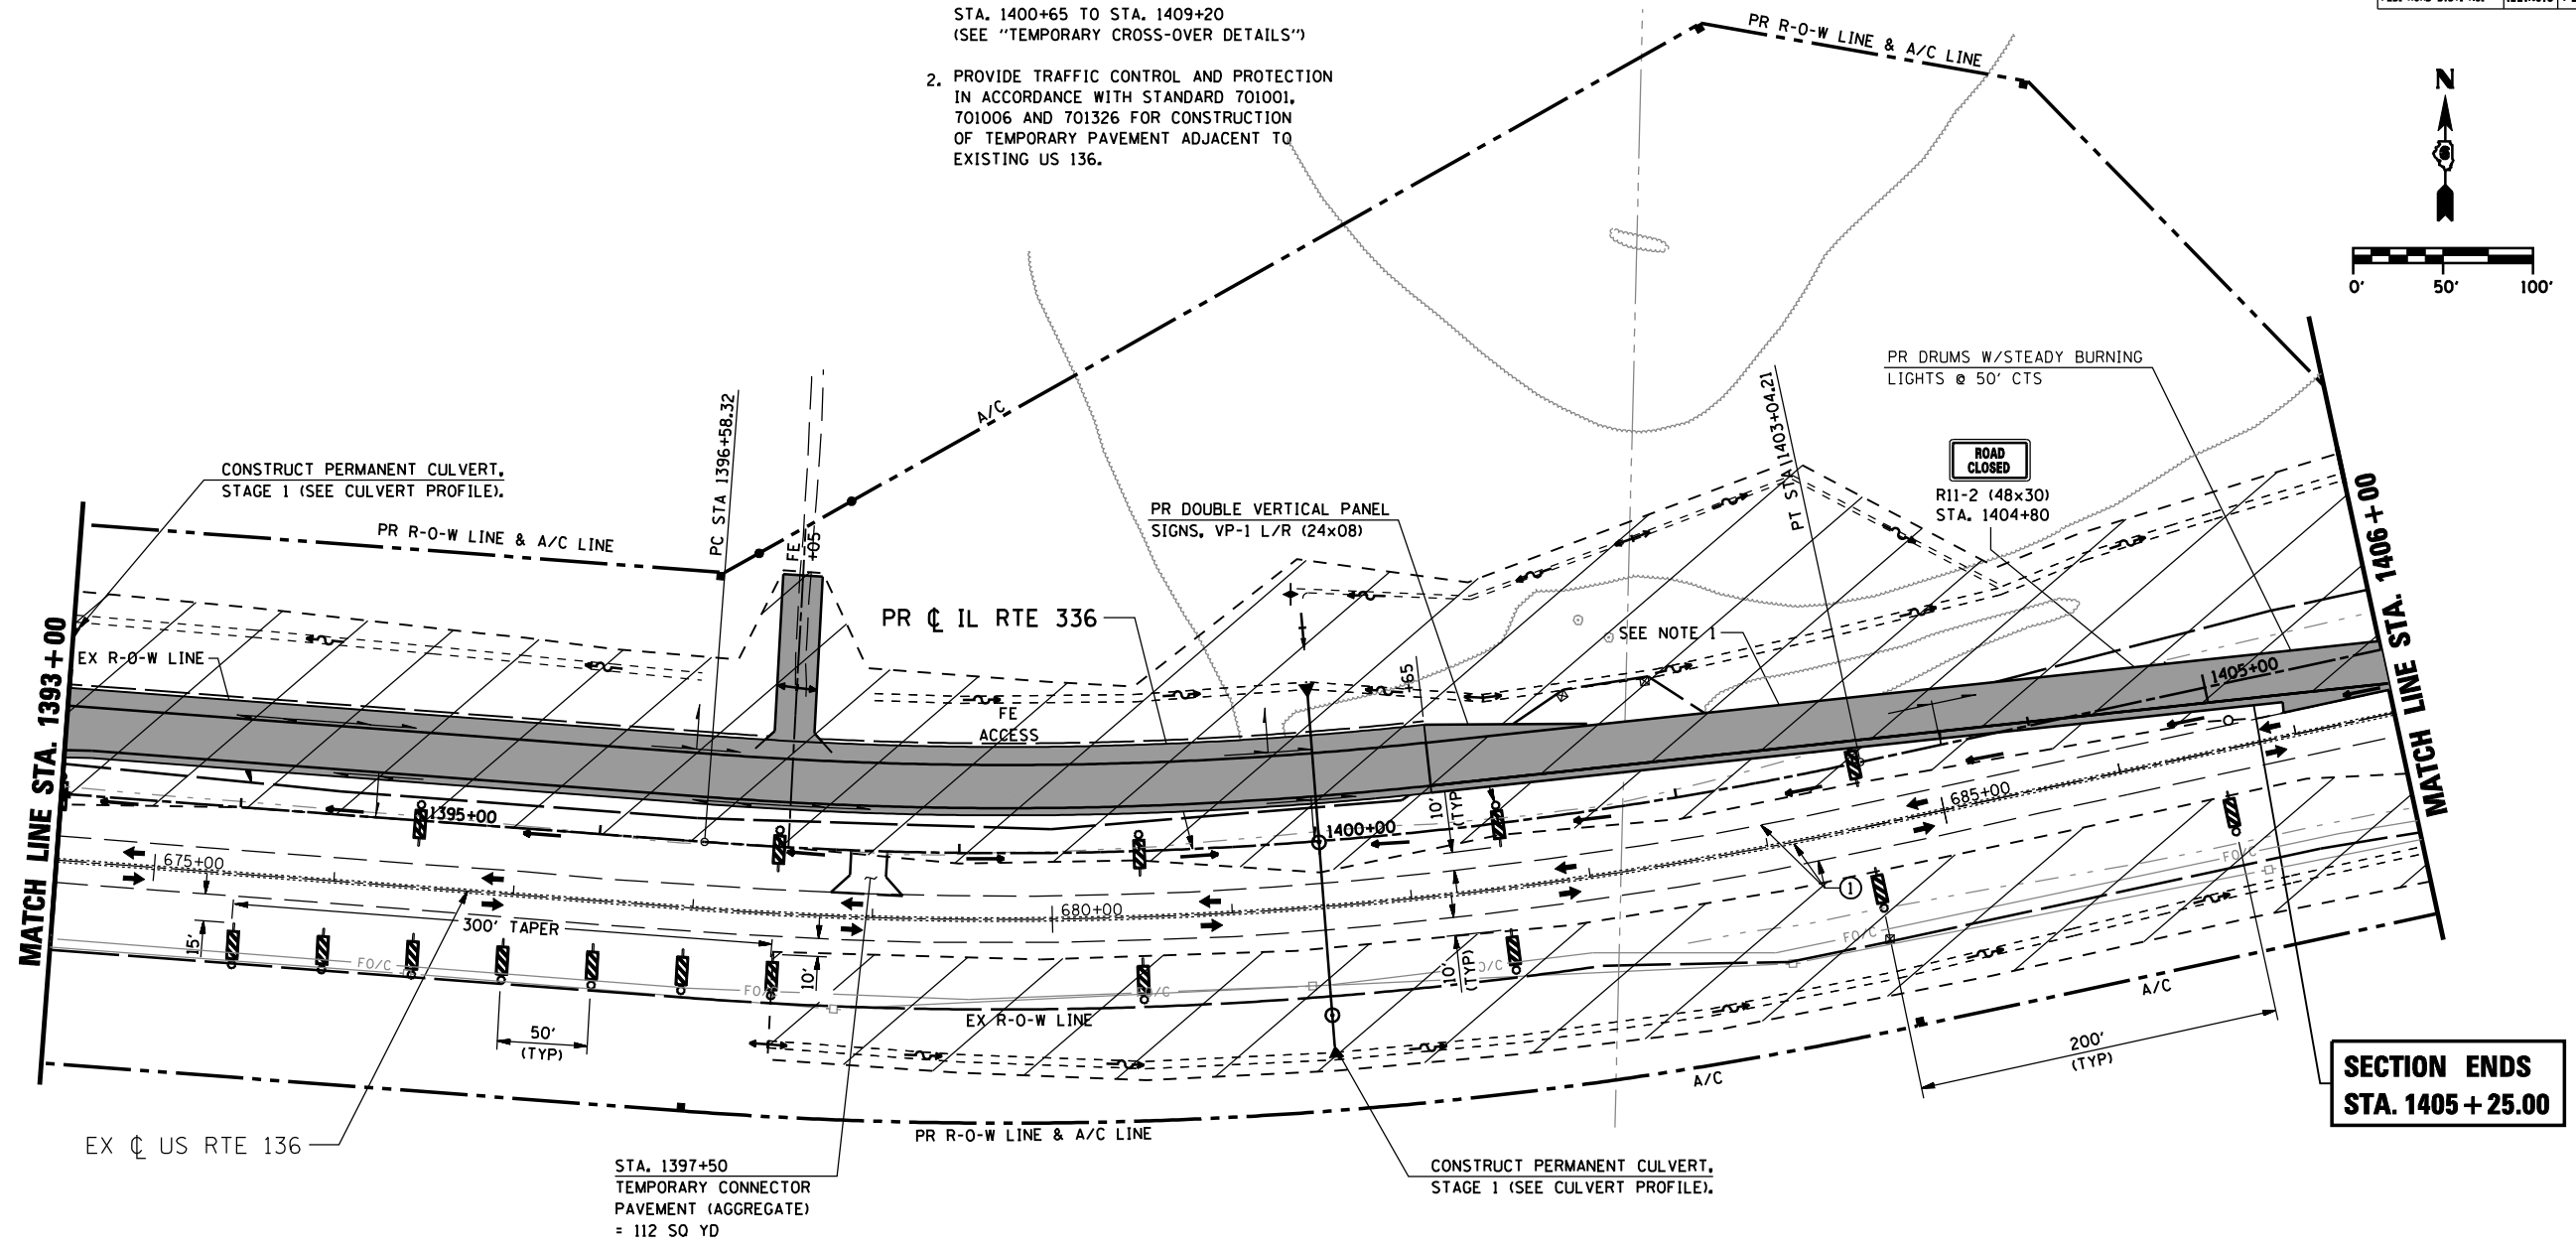 STA. 1400+65 TO STA. 1409+20
(SEE "TEMPORARY CROSS-OVER DETAILS")
2. PROVIDE TRAFFIC CONTROL AND PROTECTION
IN ACCORDANCE WITH STANDARD 701001,
701006 AND 701326 FOR CONSTRUCTION
OF TEMPORARY PAVEMENT ADJACENT TO
EXISTING US 136.
PR R-O-W LINE & A/C LINE
N
0' 50' 100'
A/C
PR DRUMS W/STEADY BURNING
LIGHTS @ 50' CTS
ROAD
CLOSED
R11-2 (48x30)
STA. 1404+80
PT STA 1403+04.21
PC STA 1396+58.32
CONSTRUCT PERMANENT CULVERT,
STAGE 1 (SEE CULVERT PROFILE).
PR R-O-W LINE & A/C LINE
FE
+05
PR DOUBLE VERTICAL PANEL
SIGNS, VP-1 L/R (24x08)
PR ℄ IL RTE 336
SEE NOTE 1
MATCH LINE STA. 1393+00
MATCH LINE STA. 1406+00
EX R-O-W LINE
FE
ACCESS
+65
1405+00
1395+00
1400+00
10'
(TYP)
685+00
675+00
680+00
1
300' TAPER
15'
10'
10'
(TYP)
FO/C
FO/C
FO/C
FO/C
FO/C
50'
(TYP)
EX R-O-W LINE
A/C
A/C
200'
(TYP)
SECTION ENDS
STA. 1405+25.00
EX ℄ US RTE 136
PR R-O-W LINE & A/C LINE
STA. 1397+50
TEMPORARY CONNECTOR
PAVEMENT (AGGREGATE)
= 112 SQ YD
CONSTRUCT PERMANENT CULVERT,
STAGE 1 (SEE CULVERT PROFILE).